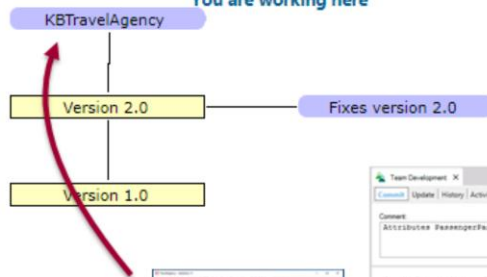 You are working here
KBTravelAgency
Version 2.0
Fixes version 2.0
Version 1.0
Team Development
Commit Update History
Comment
Attributes